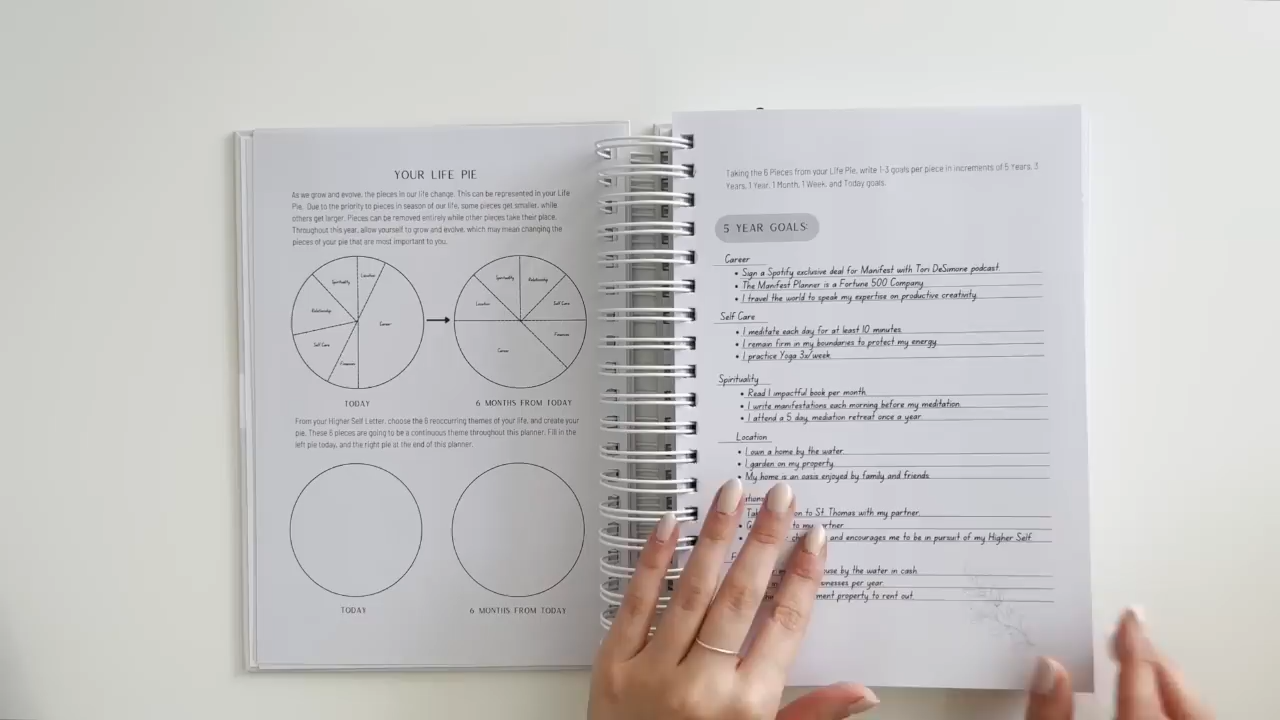 YOUR LIFE PIE
As we grow and evolve, the pieces in our life change. This can be represented in your Life
Pie. Due to the priority to pieces in season of our life, some pieces get smaller, while
others get larger. Pieces can be removed entirely while other pieces take their place.
Throughout this year, allow yourself to grow and evolve, which may mean changing the
pieces of your pie that are most important to you.
Location
Spirituality
Relationship
Career
Self Care
Finances
Spirituality
Relationship
Location
Self Care
Finances
Career
TODAY
6 MONTHS FROM TODAY
From your Higher Self Letter, choose the 6 reoccurring themes of your life, and create your
pie. These 6 pieces are going to be a continuous theme throughout this planner. Fill in the
left pie today, and the right pie at the end of this planner.
TODAY
6 MONTHS FROM TODAY
Taking the 6 Pieces from your Life Pie, write 1-3 goals per piece in increments of 5 Years, 3
Years, 1 Year, 1 Month, 1 Week, and Today goals.
5 YEAR GOALS:
Career
• Sign a Spotify exclusive deal for Manifest with Tori DeSimone podcast.
• The Manifest Planner is a Fortune 500 Company.
• I travel the world to speak my expertise on productive creativity.
Self Care
• I meditate each day for at least 10 minutes.
• I remain firm in my boundaries to protect my energy.
• I practice Yoga 3x/week
Spirituality
• Read 1 impactful book per month.
• I write manifestations each morning before my meditation.
• I attend a 5 day mediation retreat once a year.
Location
• I own a home by the water.
• I garden on my property.
• My home is an oasis enjoyed by family and friends.
to St. Thomas with my partner.
to my partner.
and encourages me to be in pursuit of my Higher Self.
by the water in cash.
per year.
property to rent out.